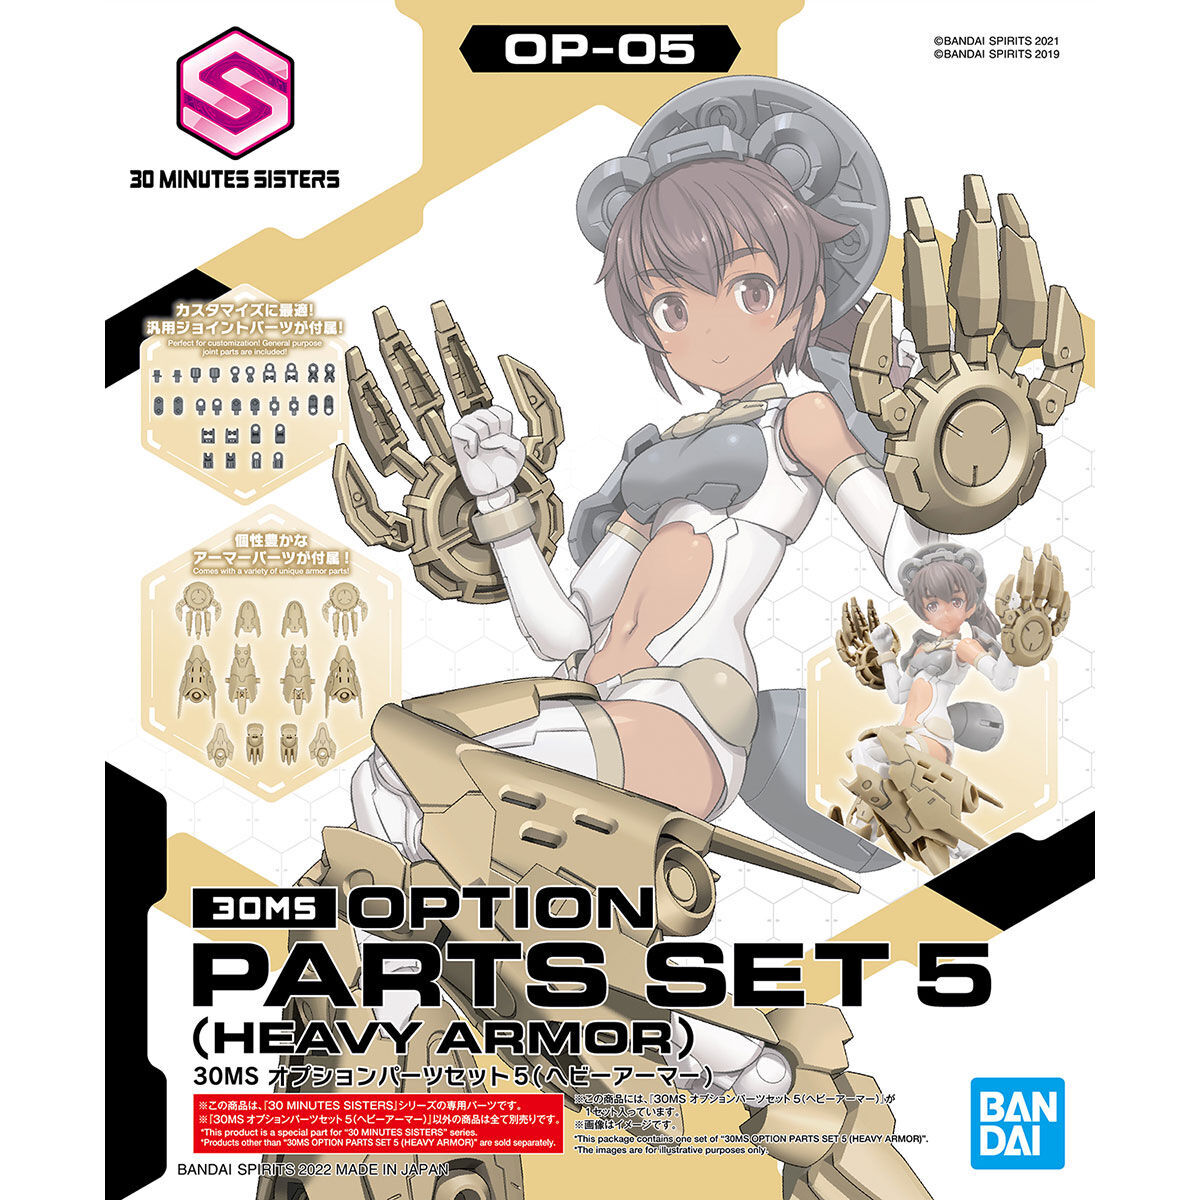 OP-05
©BANDAI SPIRITS 2021
©BANDAI SPIRITS 2019
S
30 MINUTES SISTERS
カスタマイズに最適!
汎用ジョイントパーツが付属!
Perfect for customization! General purpose
joint parts are included!
個性豊かな
アーマーパーツが付属!
Comes with a variety of unique armor parts!
30MS OPTION
PARTS SET 5
(HEAVY ARMOR)
30MS オプションパーツセット5(ヘビーアーマー)
※この商品は、「30 MINUTES SISTERS」シリーズの専用パーツです。
※「30MS オプションパーツセット5(ヘビーアーマー)」以外の商品は全て別売りです。
*This product is a special part for "30 MINUTES SISTERS" series.
*Products other than "30MS OPTION PARTS SET 5 (HEAVY ARMOR)" are sold separately.
※この商品には、「30MS オプションパーツセット5(ヘビーアーマー)」が
1セット入っています。
※画像はイメージです。
*This package contains one set of "30MS OPTION PARTS SET 5 (HEAVY ARMOR)".
*The images are for illustrative purposes only.
BANDAI SPIRITS 2022 MADE IN JAPAN
BAN
DAI